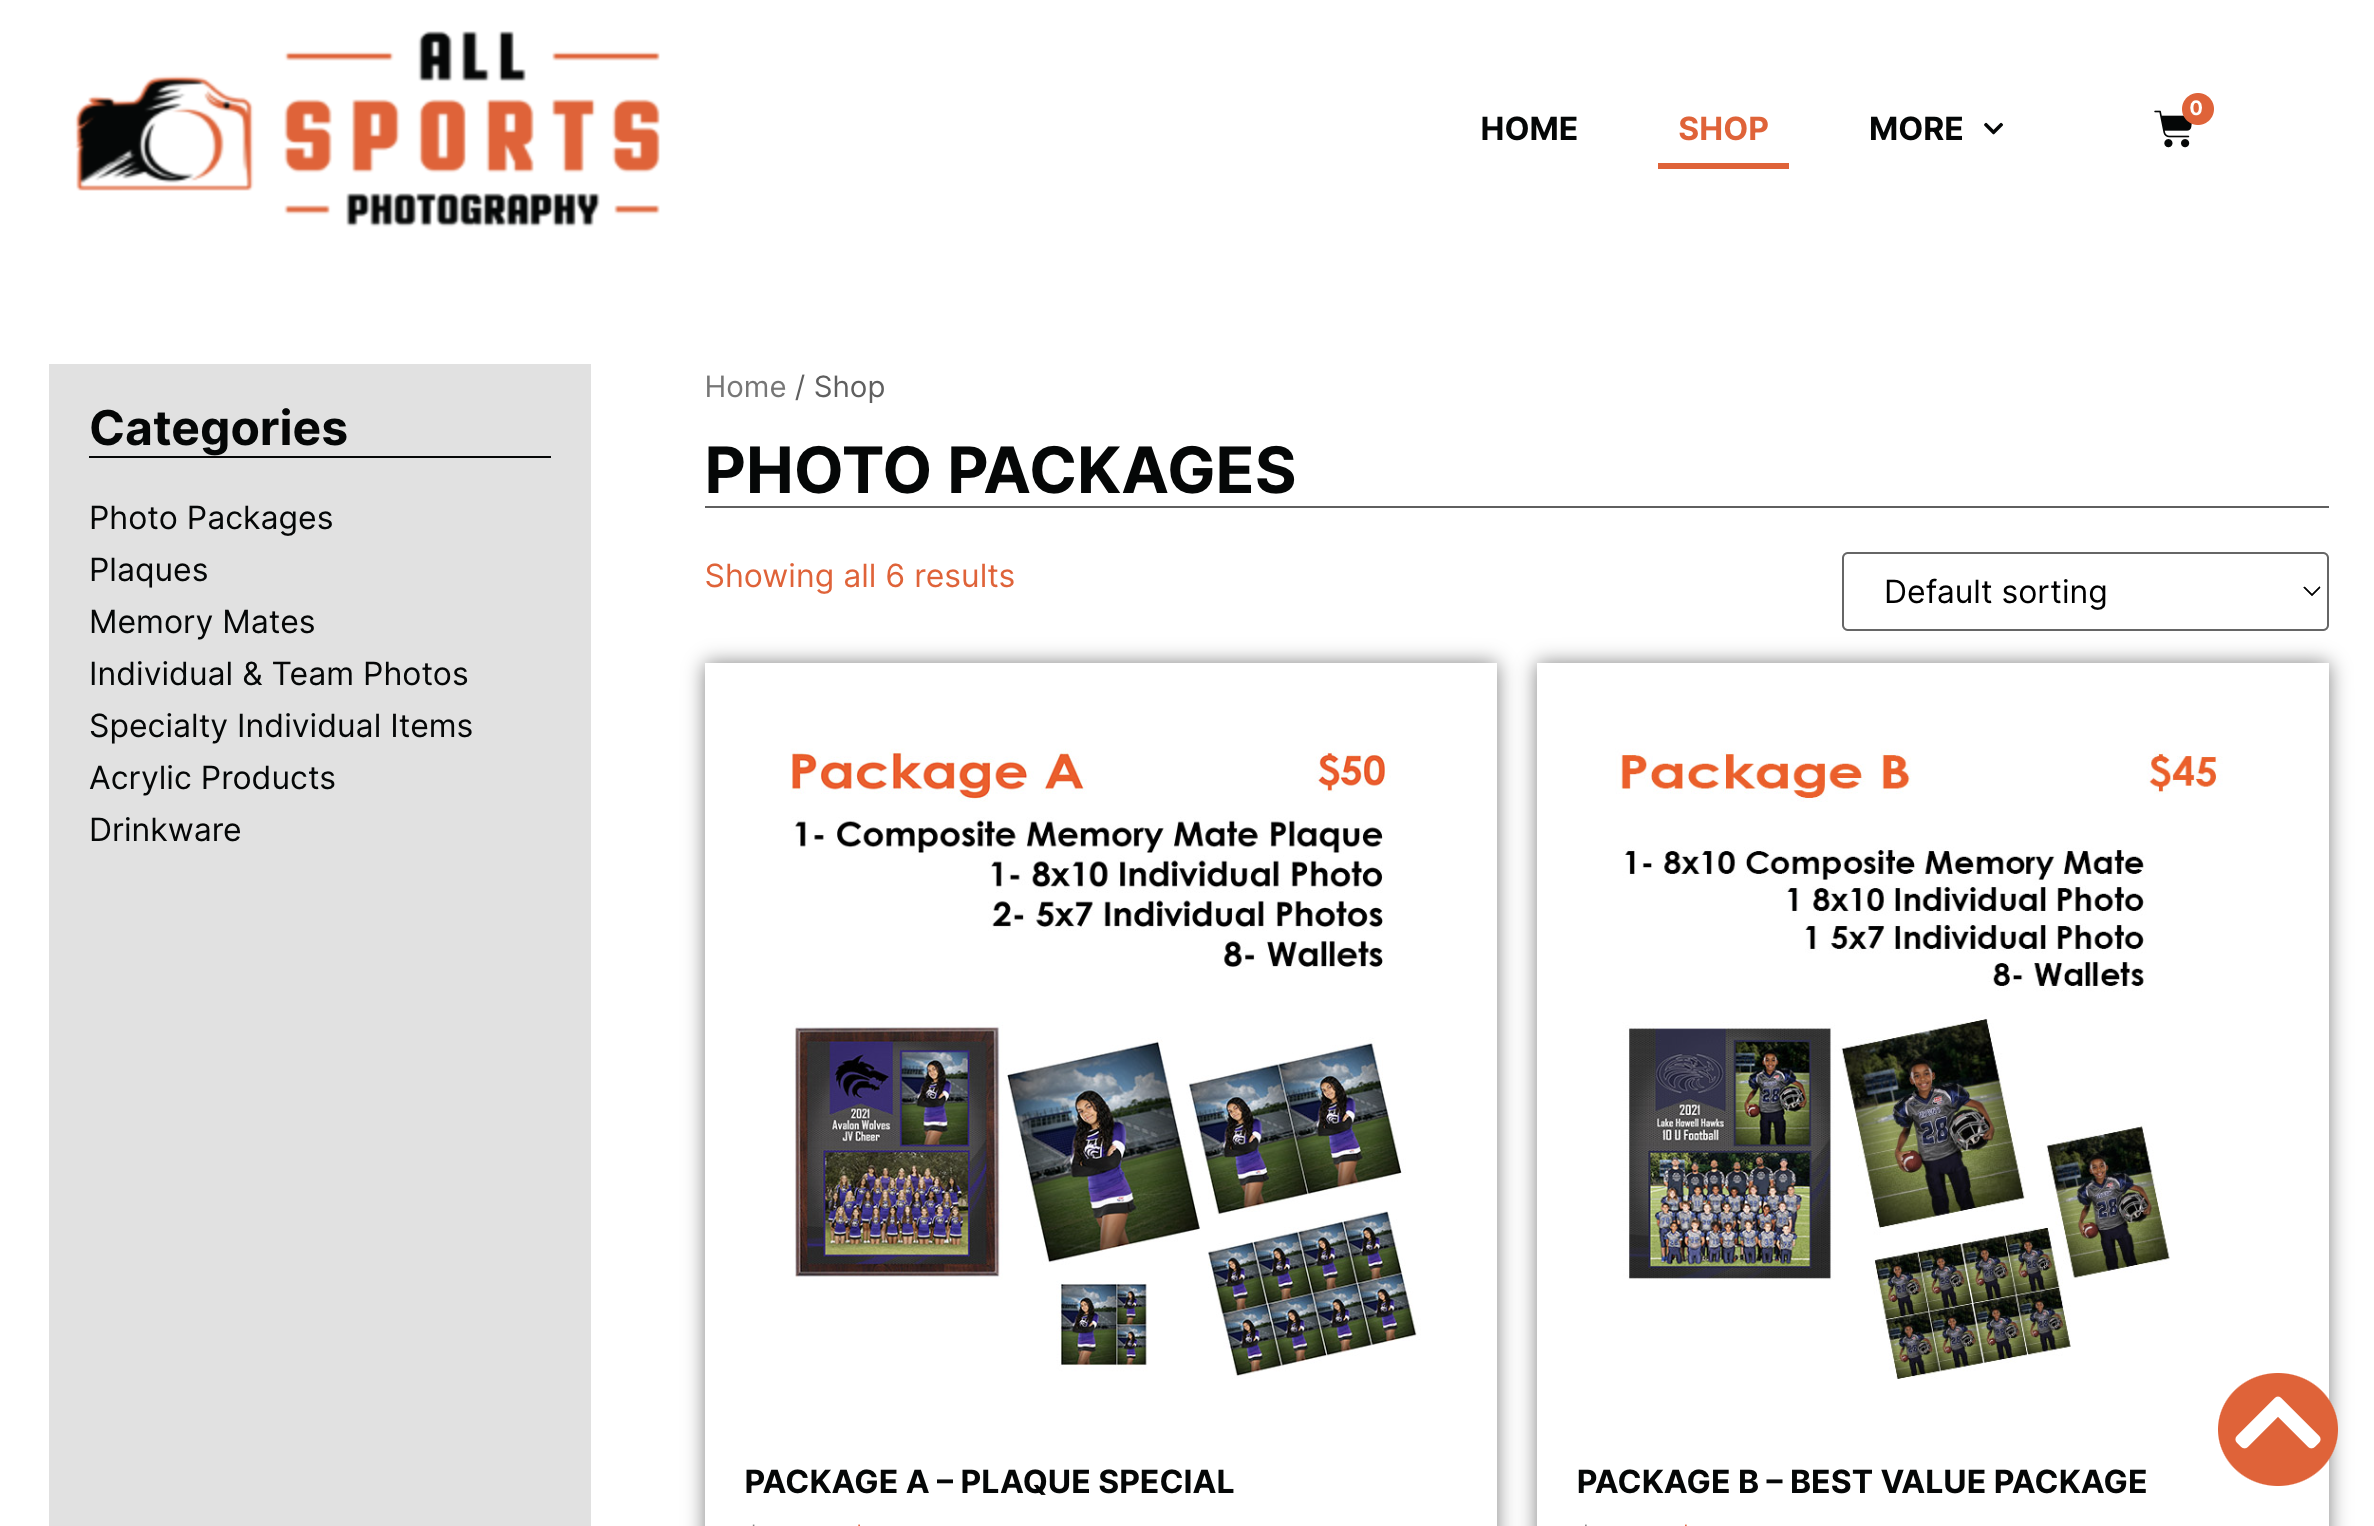 ALL
SPORTS
PHOTOGRAPHY
HOME
SHOP
MORE
0
Categories
Photo Packages
Plaques
Memory Mates
Individual & Team Photos
Specialty Individual Items
Acrylic Products
Drinkware
Home / Shop
PHOTO PACKAGES
Showing all 6 results
Default sorting
Package A $50
1- Composite Memory Mate Plaque
1- 8x10 Individual Photo
2- 5x7 Individual Photos
8- Wallets
2021
Avalon Wolves
JV Cheer
PACKAGE A – PLAQUE SPECIAL
Package B $45
1- 8x10 Composite Memory Mate
1 8x10 Individual Photo
1 5x7 Individual Photo
8- Wallets
2021
Lake Howell Hawks
10 U Football
28
28
28
PACKAGE B – BEST VALUE PACKAGE